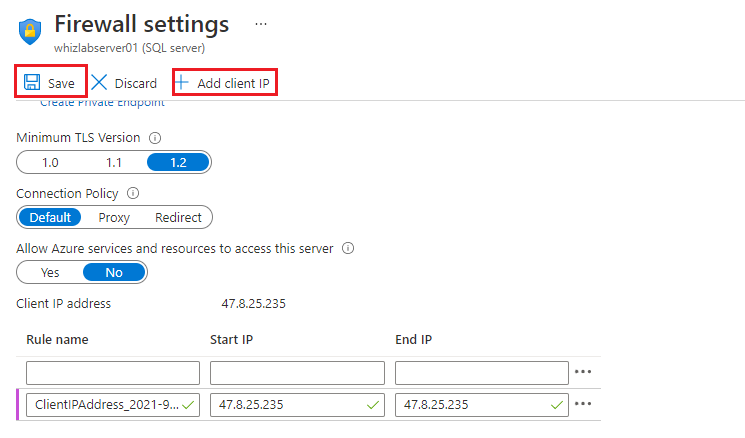 Firewall settings ...
whizlabserver01 (SQL server)
Save Discard Add client IP
Create Private Endpoint
Minimum TLS Version
1.0 1.1 1.2
Connection Policy
Default Proxy Redirect
Allow Azure services and resources to access this server
Yes No
Client IP address 47.8.25.235
Rule name Start IP End IP
ClientIPAddress_2021-9... 47.8.25.235 47.8.25.235